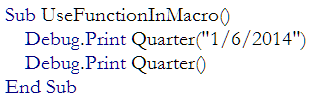 Sub UseFunctionInMacro()
    Debug.Print Quarter("1/6/2014")
    Debug.Print Quarter()
End Sub